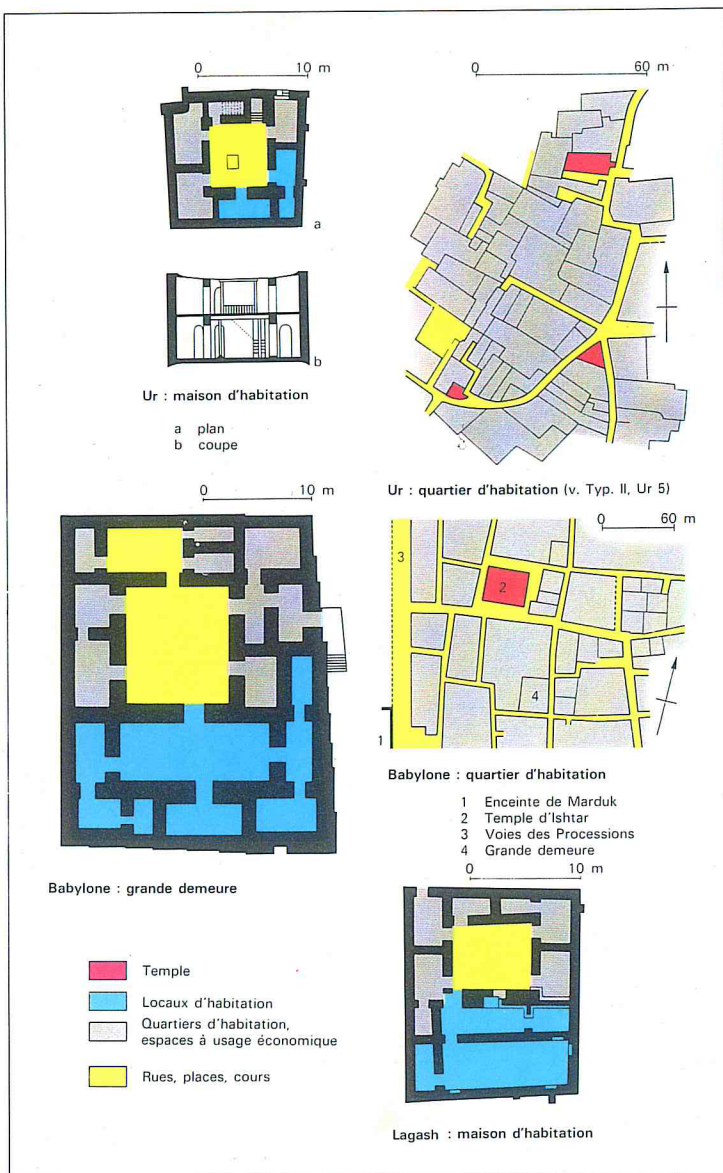 0 10 m
a
b
Ur : maison d'habitation
a plan
b coupe
0 60 m
Ur : quartier d'habitation (v. Typ. II, Ur 5)
0 10 m
Babylone : grande demeure
0 60 m
3
2
4
1
Babylone : quartier d'habitation
1 Enceinte de Marduk
2 Temple d'Ishtar
3 Voies des Processions
4 Grande demeure
Temple
Locaux d'habitation
Quartiers d'habitation,
espaces à usage économique
Rues, places, cours
0 10 m
Lagash : maison d'habitation